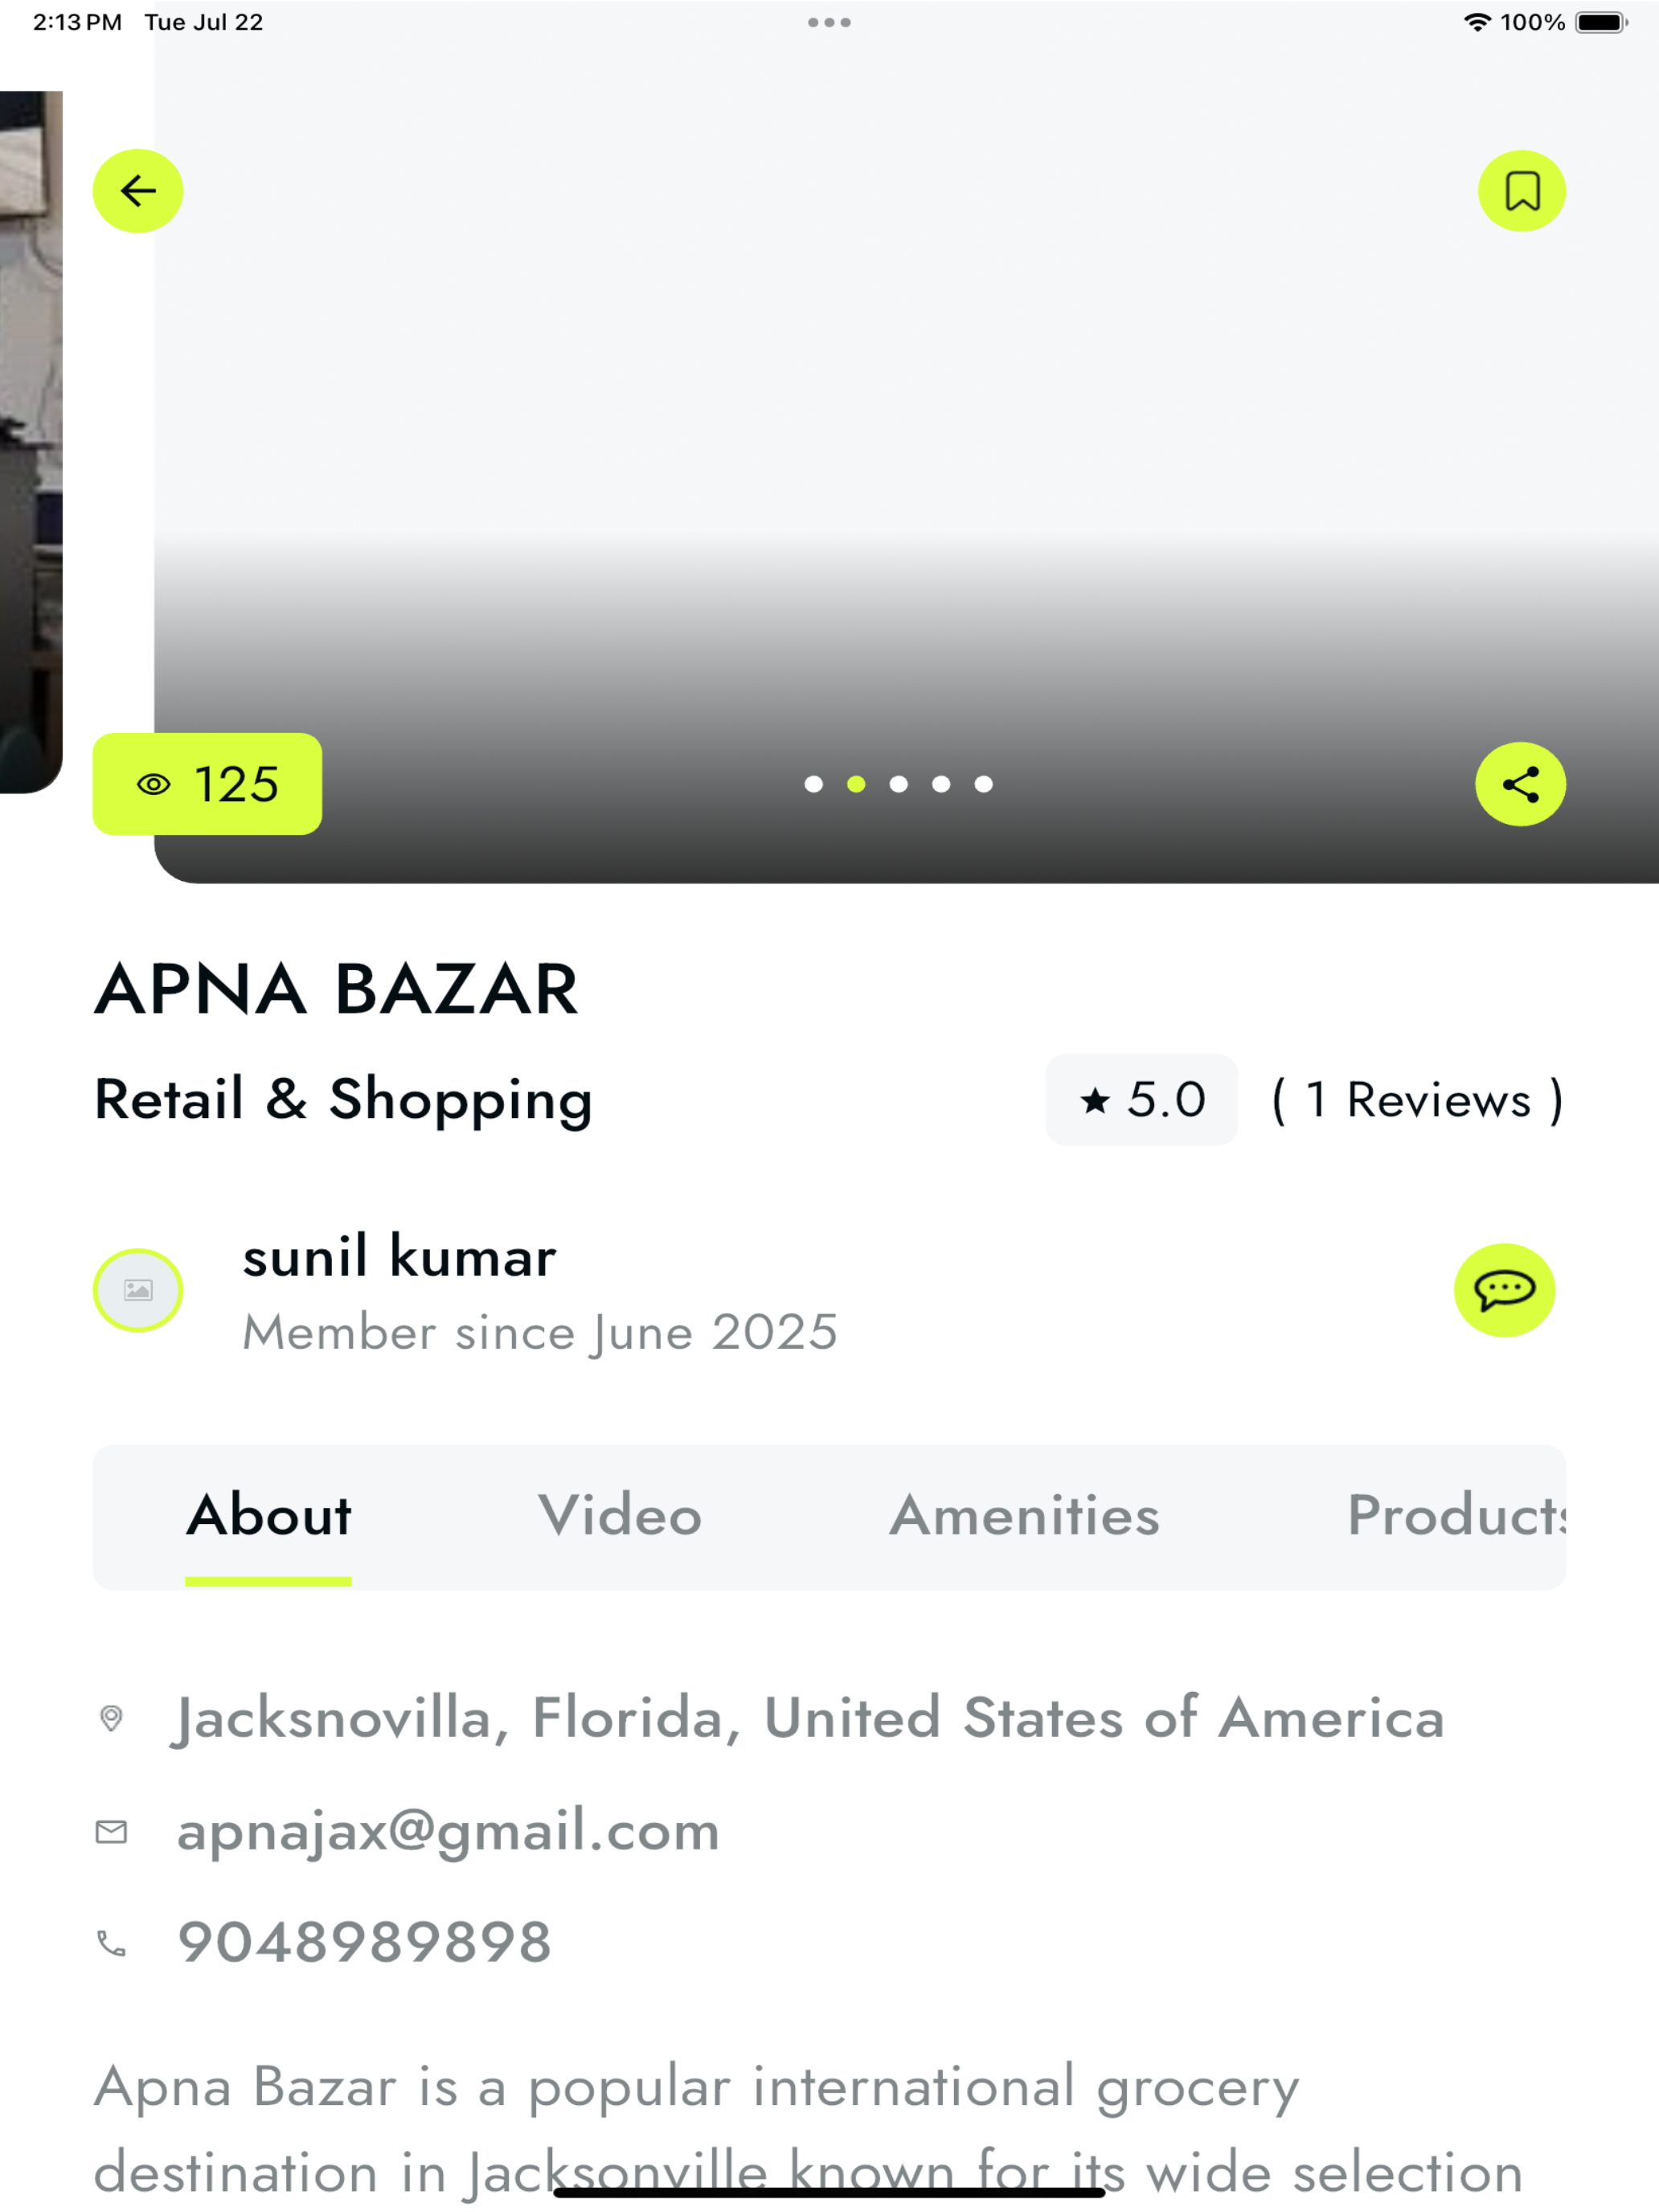 2:13 PM Tue Jul 22
100%
125
APNA BAZAR
Retail & Shopping
5.0 ( 1 Reviews )
sunil kumar
Member since June 2025
About Video Amenities Products
Jacksnovilla, Florida, United States of America
apnajax@gmail.com
9048989898
Apna Bazar is a popular international grocery
destination in Jacksonville known for its wide selection